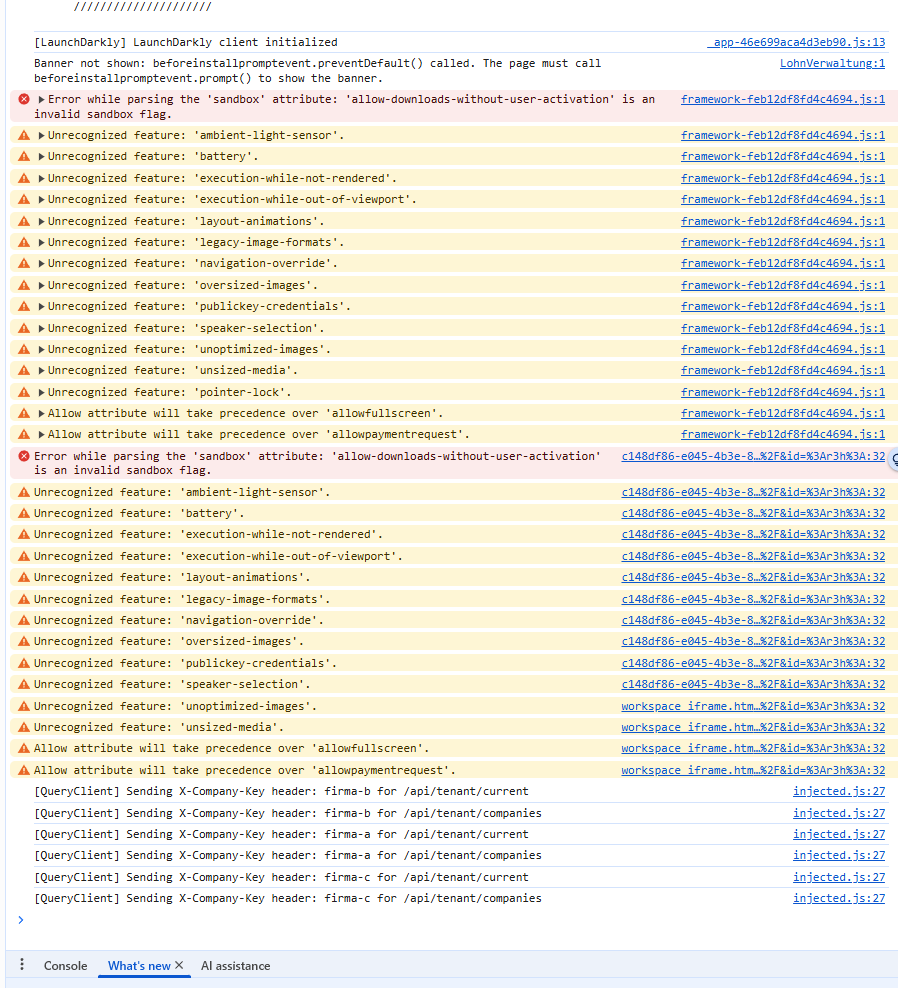 /////////////////////
[LaunchDarkly] LaunchDarkly client initialized _app-46e699aca4d3eb90.js:13
Banner not shown: beforeinstallpromptevent.preventDefault() called. The page must call LohnVerwaltung:1
beforeinstallpromptevent.prompt() to show the banner.
Error while parsing the 'sandbox' attribute: 'allow-downloads-without-user-activation' is an framework-feb12df8fd4c4694.js:1
invalid sandbox flag.
Unrecognized feature: 'ambient-light-sensor'. framework-feb12df8fd4c4694.js:1
Unrecognized feature: 'battery'. framework-feb12df8fd4c4694.js:1
Unrecognized feature: 'execution-while-not-rendered'. framework-feb12df8fd4c4694.js:1
Unrecognized feature: 'execution-while-out-of-viewport'. framework-feb12df8fd4c4694.js:1
Unrecognized feature: 'layout-animations'. framework-feb12df8fd4c4694.js:1
Unrecognized feature: 'legacy-image-formats'. framework-feb12df8fd4c4694.js:1
Unrecognized feature: 'navigation-override'. framework-feb12df8fd4c4694.js:1
Unrecognized feature: 'oversized-images'. framework-feb12df8fd4c4694.js:1
Unrecognized feature: 'publickey-credentials'. framework-feb12df8fd4c4694.js:1
Unrecognized feature: 'speaker-selection'. framework-feb12df8fd4c4694.js:1
Unrecognized feature: 'unoptimized-images'. framework-feb12df8fd4c4694.js:1
Unrecognized feature: 'unsized-media'. framework-feb12df8fd4c4694.js:1
Unrecognized feature: 'pointer-lock'. framework-feb12df8fd4c4694.js:1
Allow attribute will take precedence over 'allowfullscreen'. framework-feb12df8fd4c4694.js:1
Allow attribute will take precedence over 'allowpaymentrequest'. framework-feb12df8fd4c4694.js:1
Error while parsing the 'sandbox' attribute: 'allow-downloads-without-user-activation' c148df86-e045-4b3e-8…%2F&id=%3Ar3h%3A:32
is an invalid sandbox flag.
Unrecognized feature: 'ambient-light-sensor'. c148df86-e045-4b3e-8…%2F&id=%3Ar3h%3A:32
Unrecognized feature: 'battery'. c148df86-e045-4b3e-8…%2F&id=%3Ar3h%3A:32
Unrecognized feature: 'execution-while-not-rendered'. c148df86-e045-4b3e-8…%2F&id=%3Ar3h%3A:32
Unrecognized feature: 'execution-while-out-of-viewport'. c148df86-e045-4b3e-8…%2F&id=%3Ar3h%3A:32
Unrecognized feature: 'layout-animations'. c148df86-e045-4b3e-8…%2F&id=%3Ar3h%3A:32
Unrecognized feature: 'legacy-image-formats'. c148df86-e045-4b3e-8…%2F&id=%3Ar3h%3A:32
Unrecognized feature: 'navigation-override'. c148df86-e045-4b3e-8…%2F&id=%3Ar3h%3A:32
Unrecognized feature: 'oversized-images'. c148df86-e045-4b3e-8…%2F&id=%3Ar3h%3A:32
Unrecognized feature: 'publickey-credentials'. c148df86-e045-4b3e-8…%2F&id=%3Ar3h%3A:32
Unrecognized feature: 'speaker-selection'. c148df86-e045-4b3e-8…%2F&id=%3Ar3h%3A:32
Unrecognized feature: 'unoptimized-images'. workspace_iframe.htm…%2F&id=%3Ar3h%3A:32
Unrecognized feature: 'unsized-media'. workspace_iframe.htm…%2F&id=%3Ar3h%3A:32
Allow attribute will take precedence over 'allowfullscreen'. workspace_iframe.htm…%2F&id=%3Ar3h%3A:32
Allow attribute will take precedence over 'allowpaymentrequest'. workspace_iframe.htm…%2F&id=%3Ar3h%3A:32
[QueryClient] Sending X-Company-Key header: firma-b for /api/tenant/current injected.js:27
[QueryClient] Sending X-Company-Key header: firma-b for /api/tenant/companies injected.js:27
[QueryClient] Sending X-Company-Key header: firma-a for /api/tenant/current injected.js:27
[QueryClient] Sending X-Company-Key header: firma-a for /api/tenant/companies injected.js:27
[QueryClient] Sending X-Company-Key header: firma-c for /api/tenant/current injected.js:27
[QueryClient] Sending X-Company-Key header: firma-c for /api/tenant/companies injected.js:27
Console What's new AI assistance